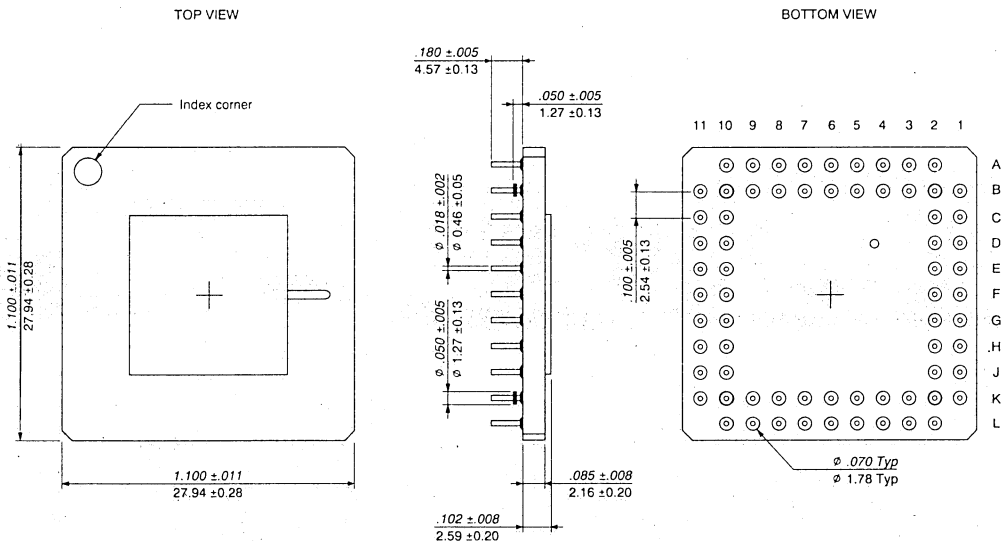 TOP VIEW
BOTTOM VIEW
Index corner
1.100 ±.011
27.94 ±0.28
1.100 ±.011
27.94 ±0.28
.180 ±.005
4.57 ±0.13
.050 ±.005
1.27 ±0.13
ϕ .018 ±.002
ϕ 0.46 ±0.05
ϕ .050 ±.005
ϕ 1.27 ±0.13
.085 ±.008
2.16 ±0.20
.102 ±.008
2.59 ±0.20
11 10 9 8 7 6 5 4 3 2 1
A
B
C
D
E
F
G
.H
J
K
L
.100 ±.005
2.54 ±0.13
ϕ .070 Typ
ϕ 1.78 Typ